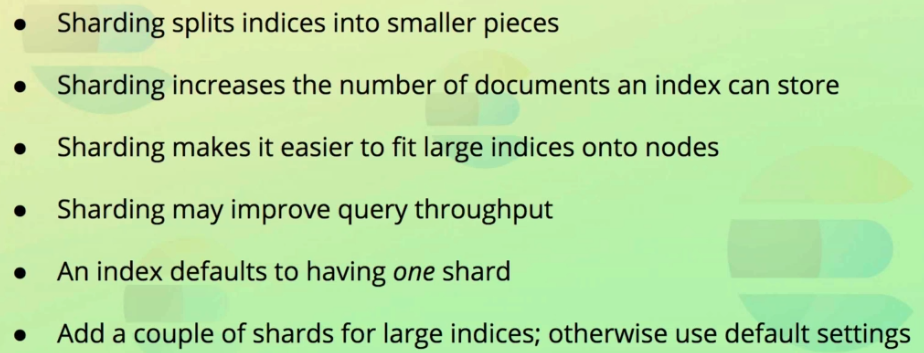 ● Sharding splits indices into smaller pieces
● Sharding increases the number of documents an index can store
● Sharding makes it easier to fit large indices onto nodes
● Sharding may improve query throughput
● An index defaults to having one shard
● Add a couple of shards for large indices; otherwise use default settings